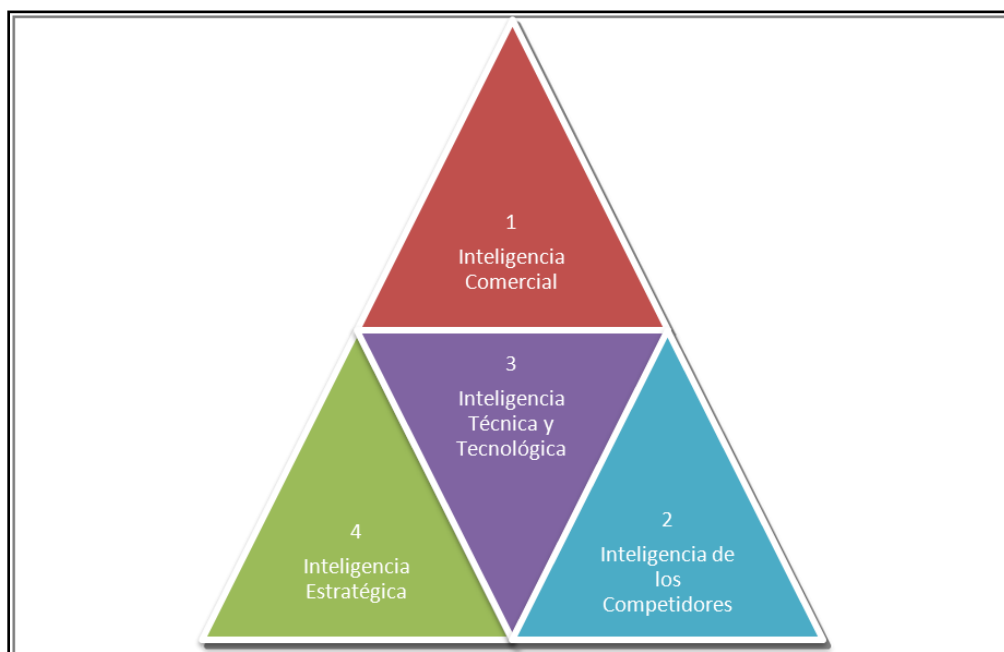 1
Inteligencia
Comercial
3
Inteligencia
Técnica y
Tecnológica
4
Inteligencia
Estratégica
2
Inteligencia de
los
Competidores